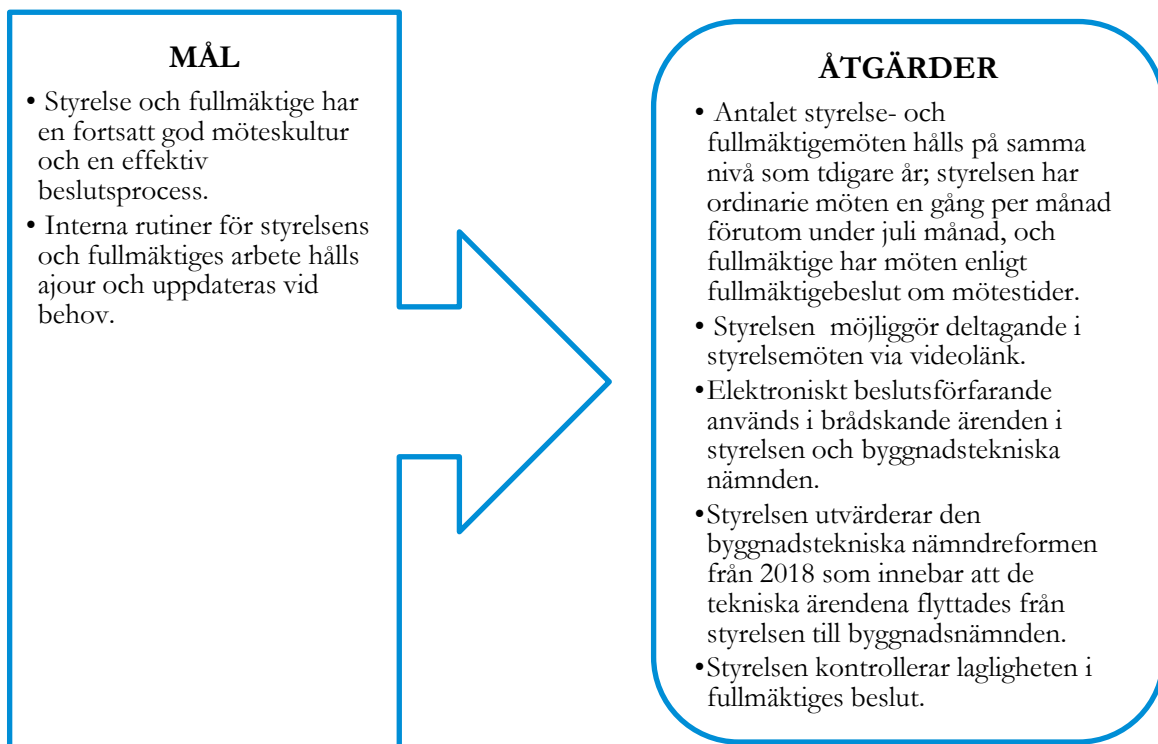 MÅL
• Styrelse och fullmäktige har
en fortsatt god möteskultur
och en effektiv
beslutsprocess.
• Interna rutiner för styrelsens
och fullmäktiges arbete hålls
ajour och uppdateras vid
behov.
ÅTGÄRDER
• Antalet styrelse- och
fullmäktigemöten hålls på samma
nivå som tdigare år; styrelsen har
ordinarie möten en gång per månad
förutom under juli månad, och
fullmäktige har möten enligt
fullmäktigebeslut om mötestider.
• Styrelsen  möjliggör deltagande i
styrelsemöten via videolänk.
•Elektroniskt beslutsförfarande
används i brådskande ärenden i
styrelsen och byggnadstekniska
nämnden.
•Styrelsen utvärderar den
byggnadstekniska nämndreformen
från 2018 som innebar att de
tekniska ärendena flyttades från
styrelsen till byggnadsnämnden.
•Styrelsen kontrollerar lagligheten i
fullmäktiges beslut.